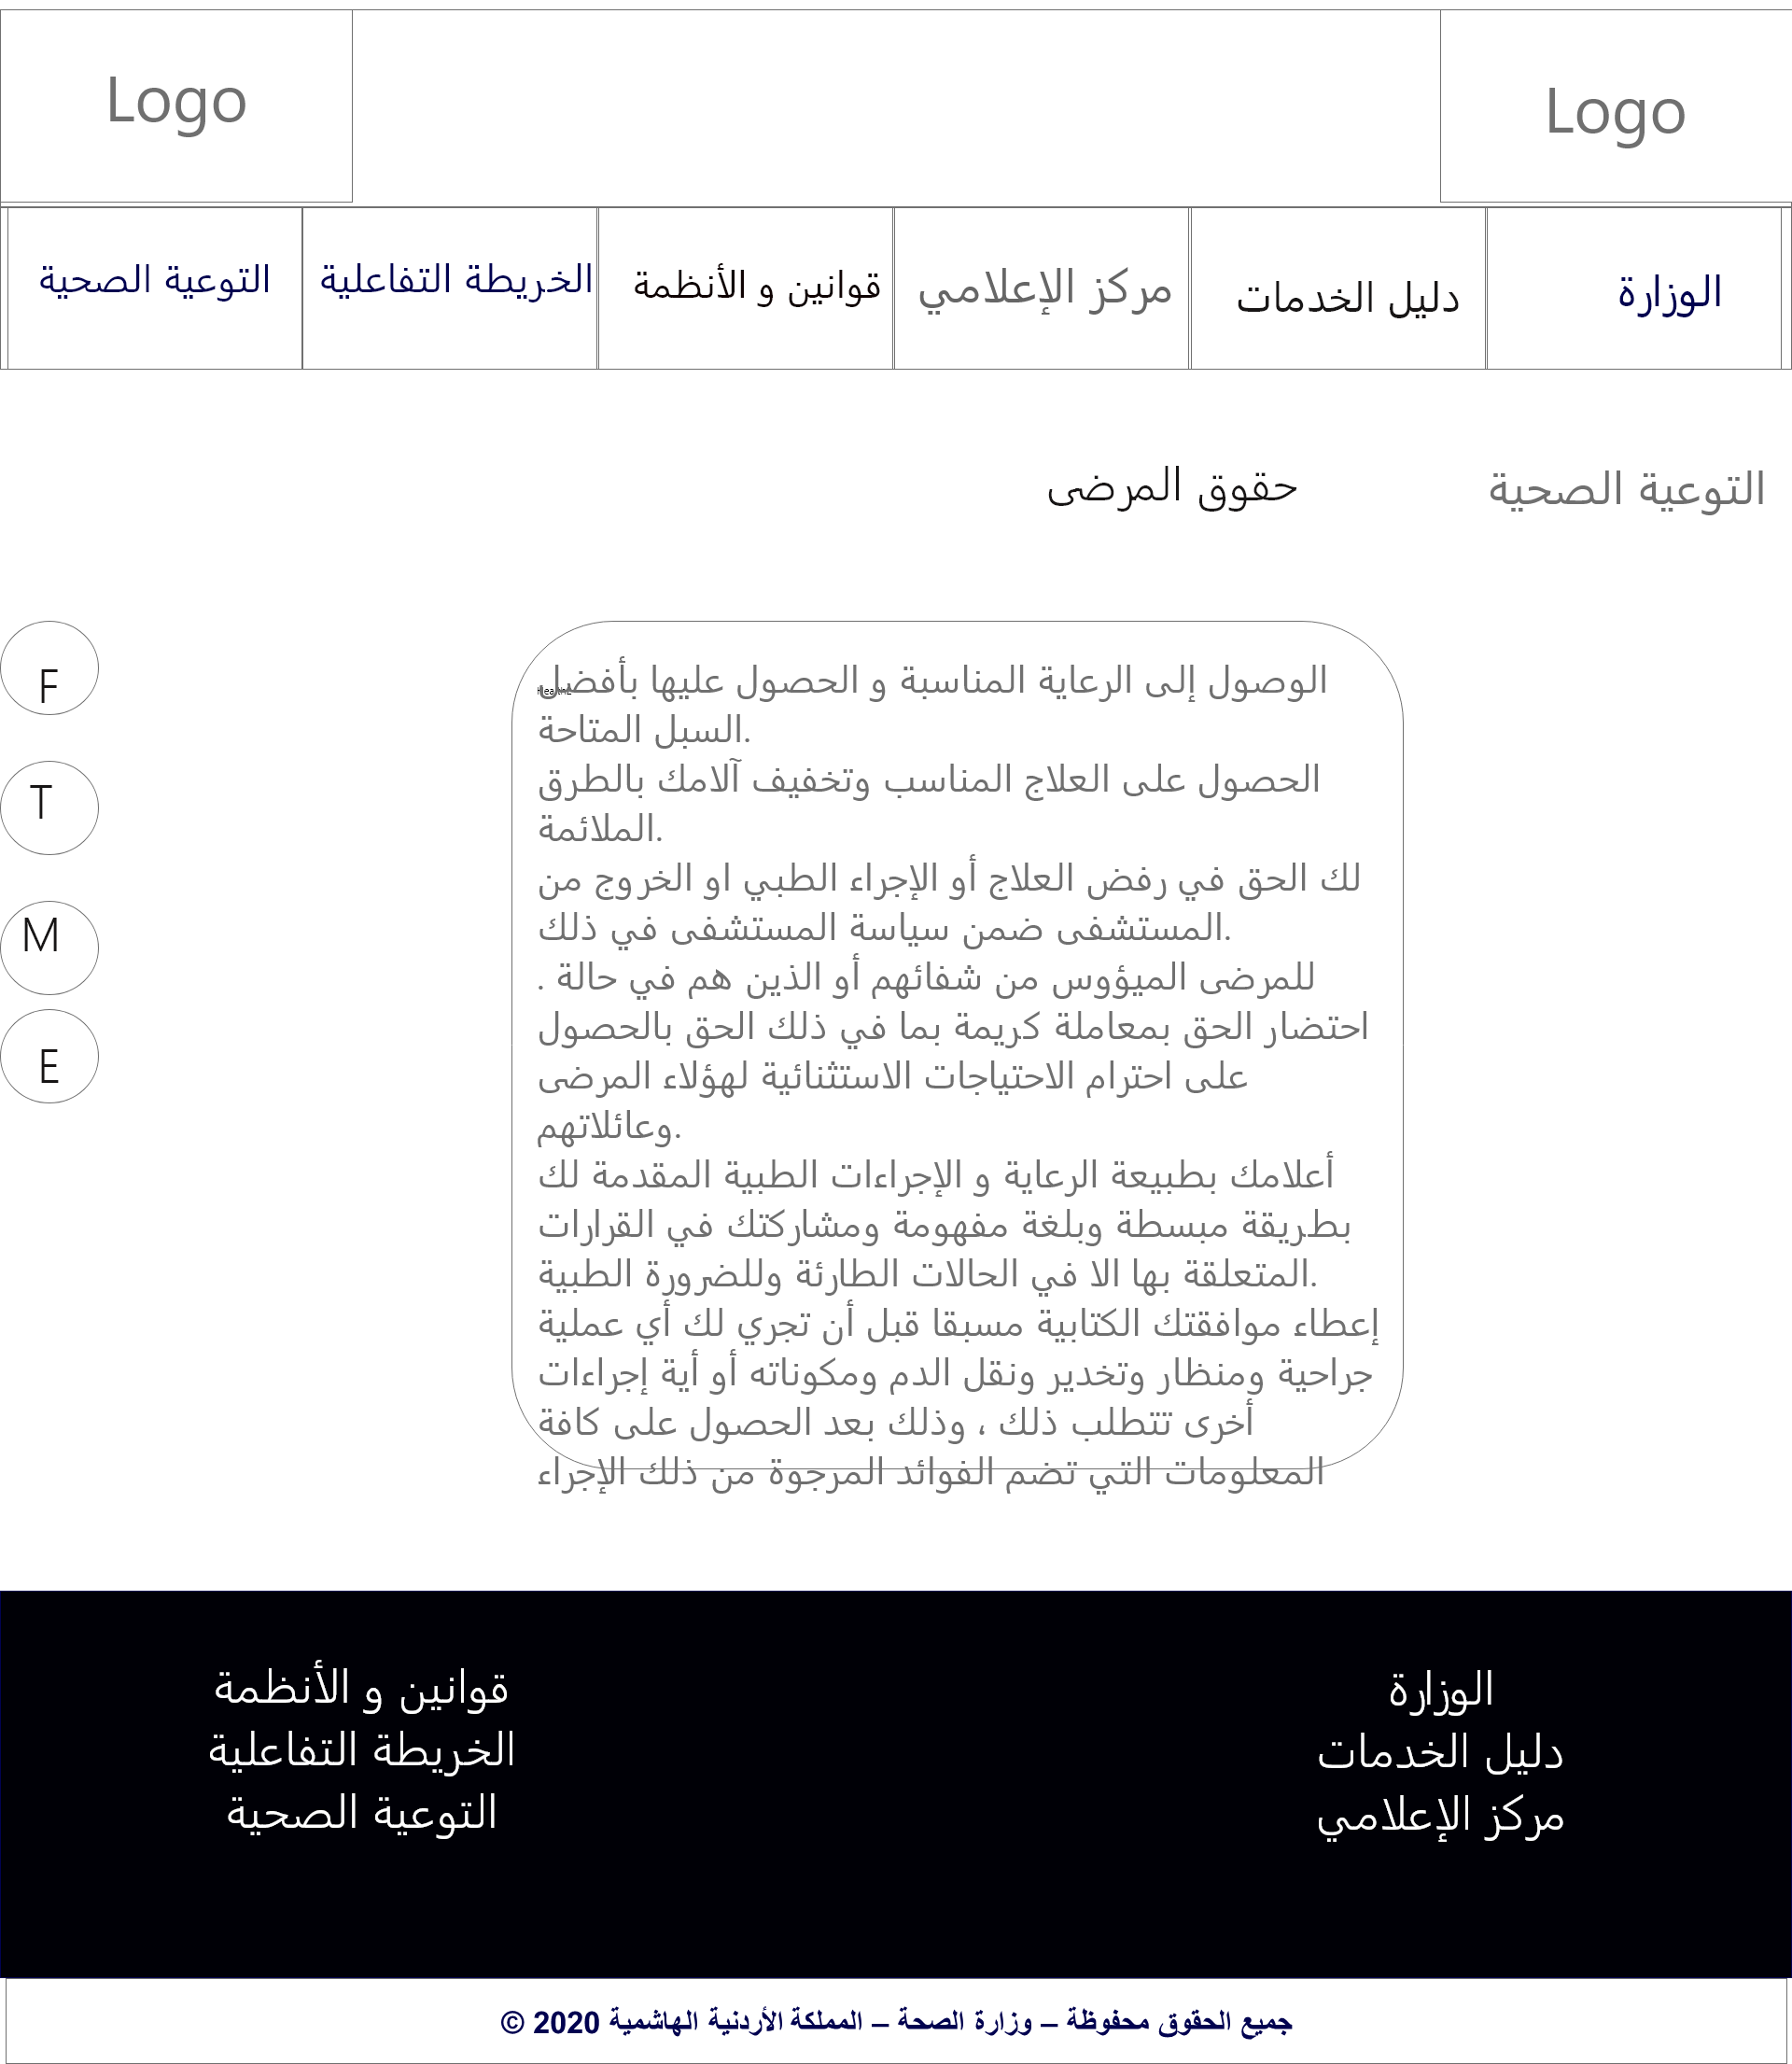 Logo
Logo
الوزارة
دليل الخدمات
مركز الإعلامي
قوانين و الأنظمة
الخريطة التفاعلية
التوعية الصحية
التوعية الصحية
حقوق المرضى
F
T
M
E
الوصول إلى الرعاية المناسبة و الحصول عليها بأفضل
السبل المتاحة.
الحصول على العلاج المناسب وتخفيف آلامك بالطرق
الملائمة.
لك الحق في رفض العلاج أو الإجراء الطبي او الخروج من
المستشفى ضمن سياسة المستشفى في ذلك.
للمرضى الميؤوس من شفائهم أو الذين هم في حالة .
احتضار الحق بمعاملة كريمة بما في ذلك الحق بالحصول
على احترام الاحتياجات الاستثنائية لهؤلاء المرضى
وعائلاتهم.
أعلامك بطبيعة الرعاية و الإجراءات الطبية المقدمة لك
بطريقة مبسطة وبلغة مفهومة ومشاركتك في القرارات
المتعلقة بها الا في الحالات الطارئة وللضرورة الطبية.
إعطاء موافقتك الكتابية مسبقا قبل أن تجري لك أي عملية
جراحية ومنظار وتخدير ونقل الدم ومكوناته أو أية إجراءات
أخرى تتطلب ذلك ، وذلك بعد الحصول على كافة
المعلومات التي تضم الفوائد المرجوة من ذلك الإجراء
الوزارة
دليل الخدمات
مركز الإعلامي
قوانين و الأنظمة
الخريطة التفاعلية
التوعية الصحية
جميع الحقوق محفوظة – وزارة الصحة – المملكة الأردنية الهاشمية 2020 ©